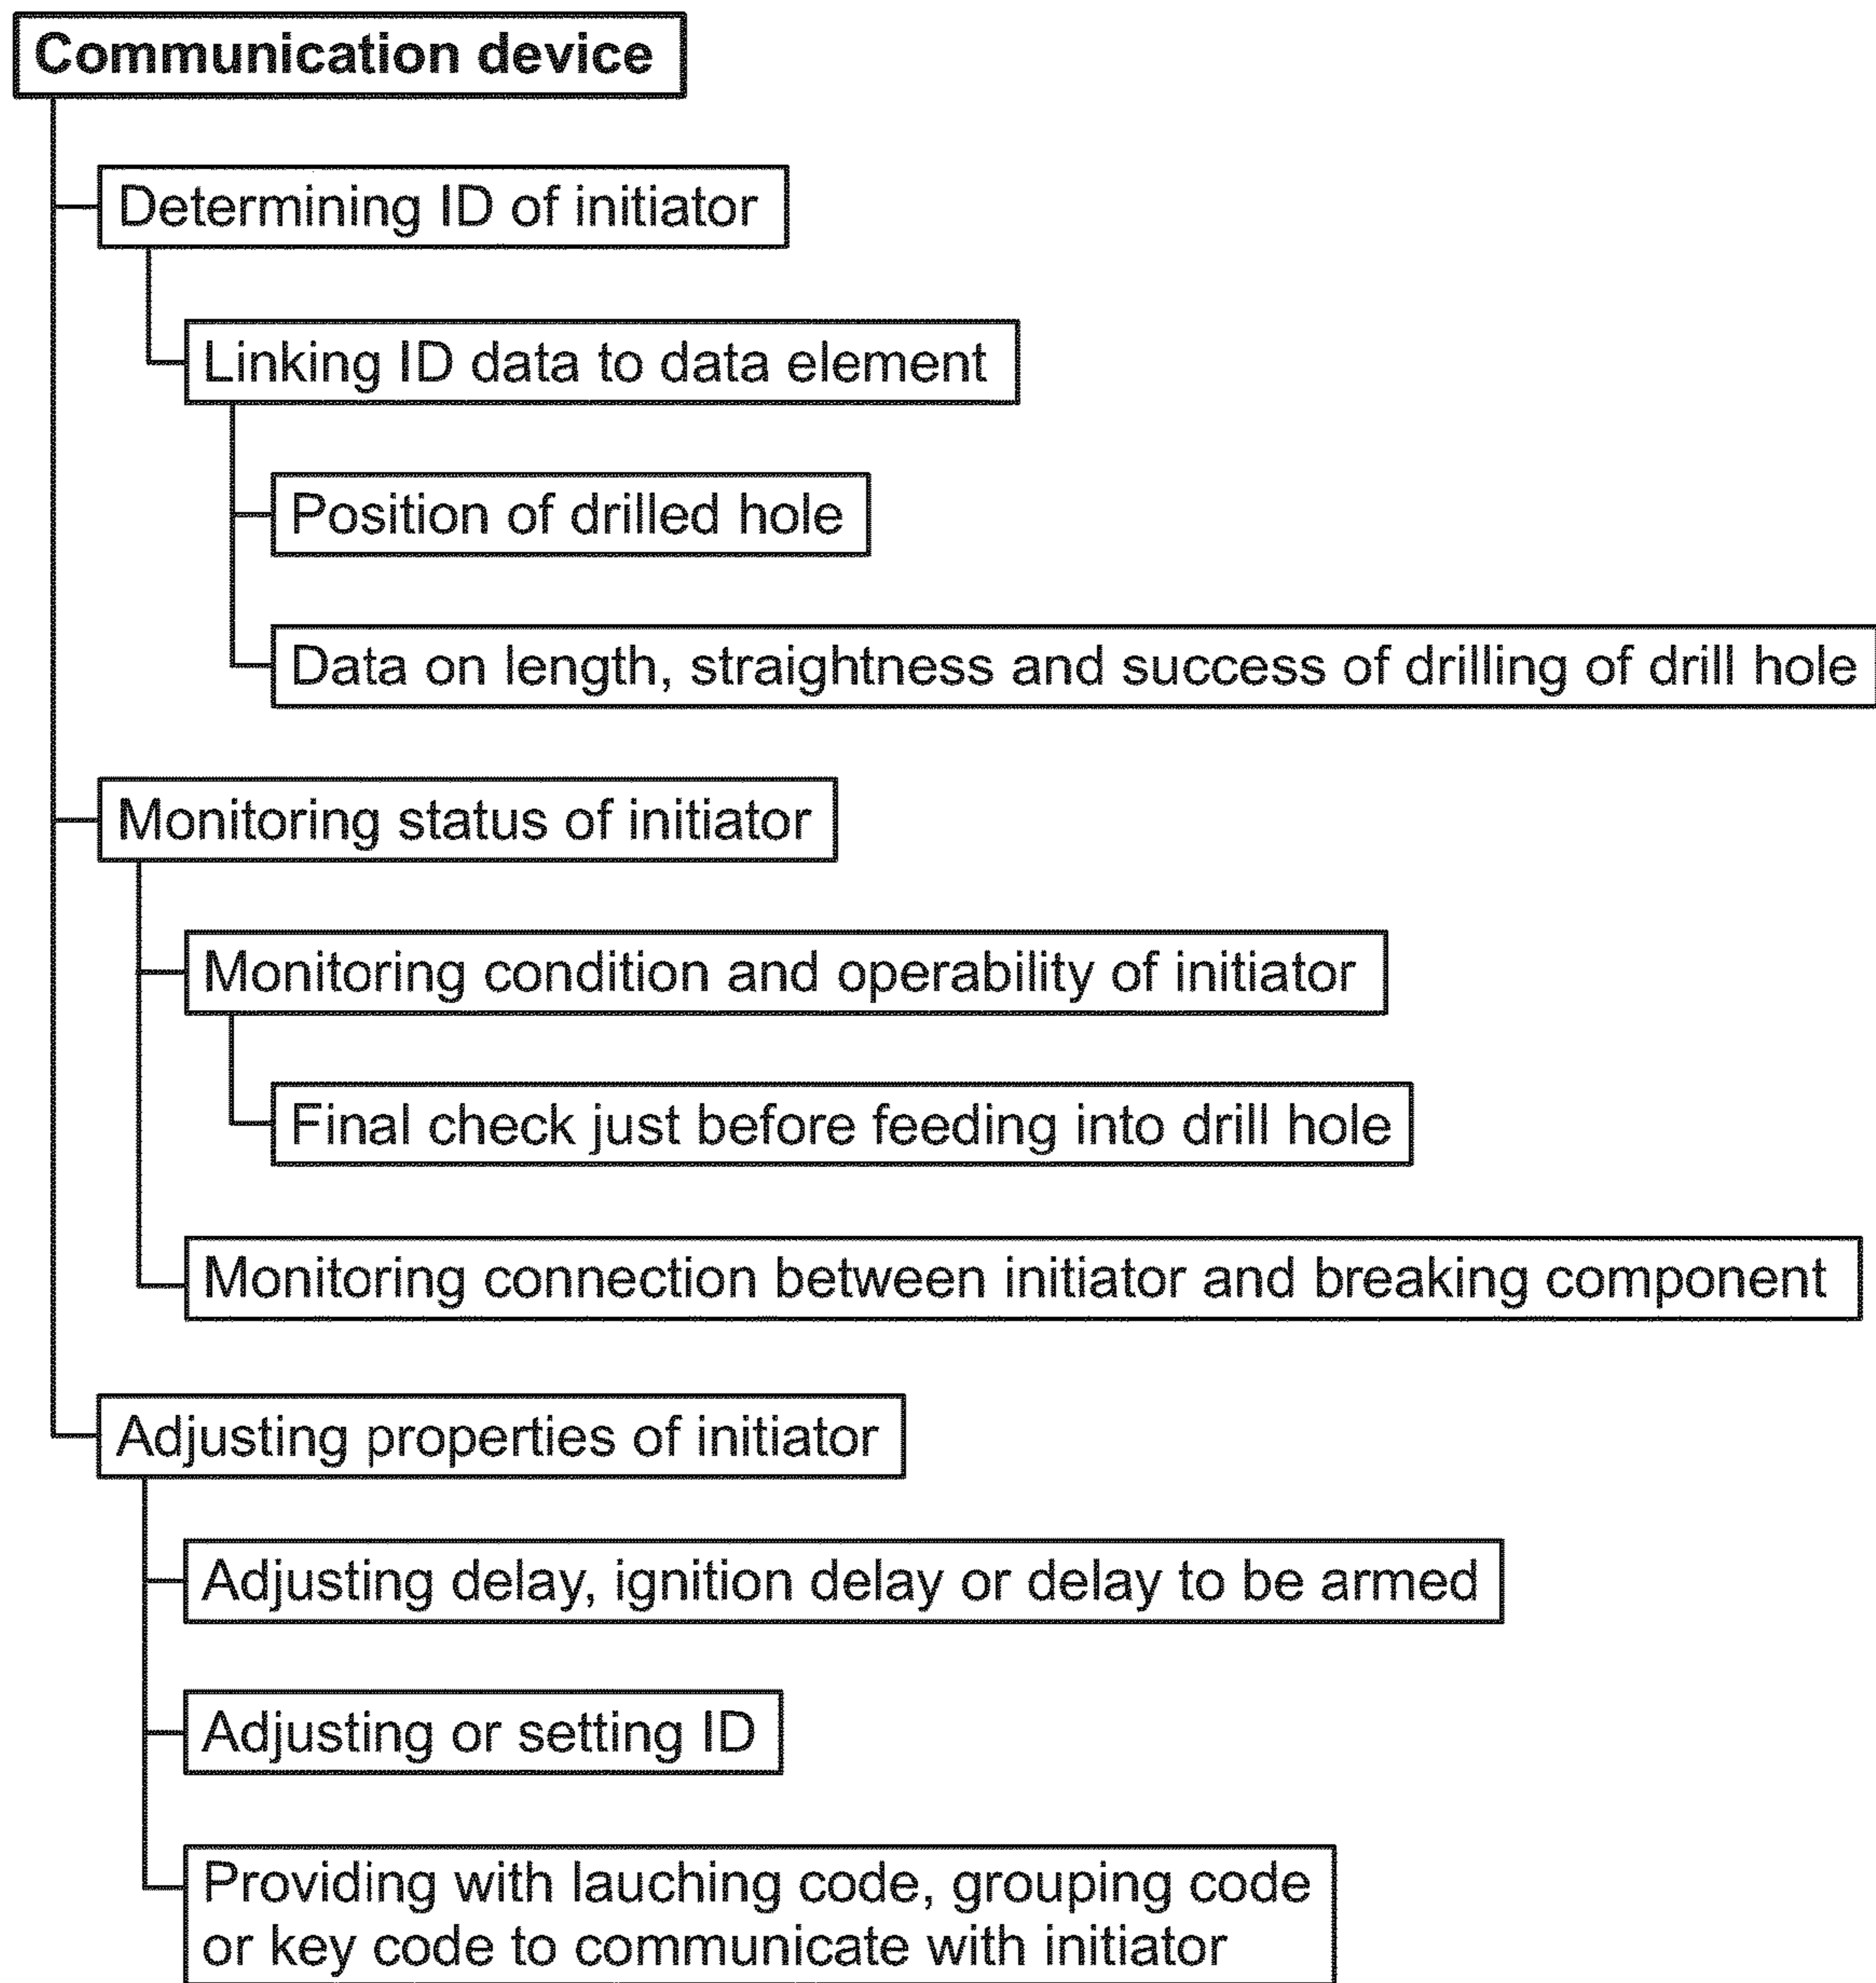 Communication device
Determining ID of initiator
Linking ID data to data element
Position of drilled hole
Data on length, straightness and success of drilling of drill hole
Monitoring status of initiator
Monitoring condition and operability of initiator
Final check just before feeding into drill hole
Monitoring connection between initiator and breaking component
Adjusting properties of initiator
Adjusting delay, ignition delay or delay to be armed
Adjusting or setting ID
Providing with lauching code, grouping code
or key code to communicate with initiator